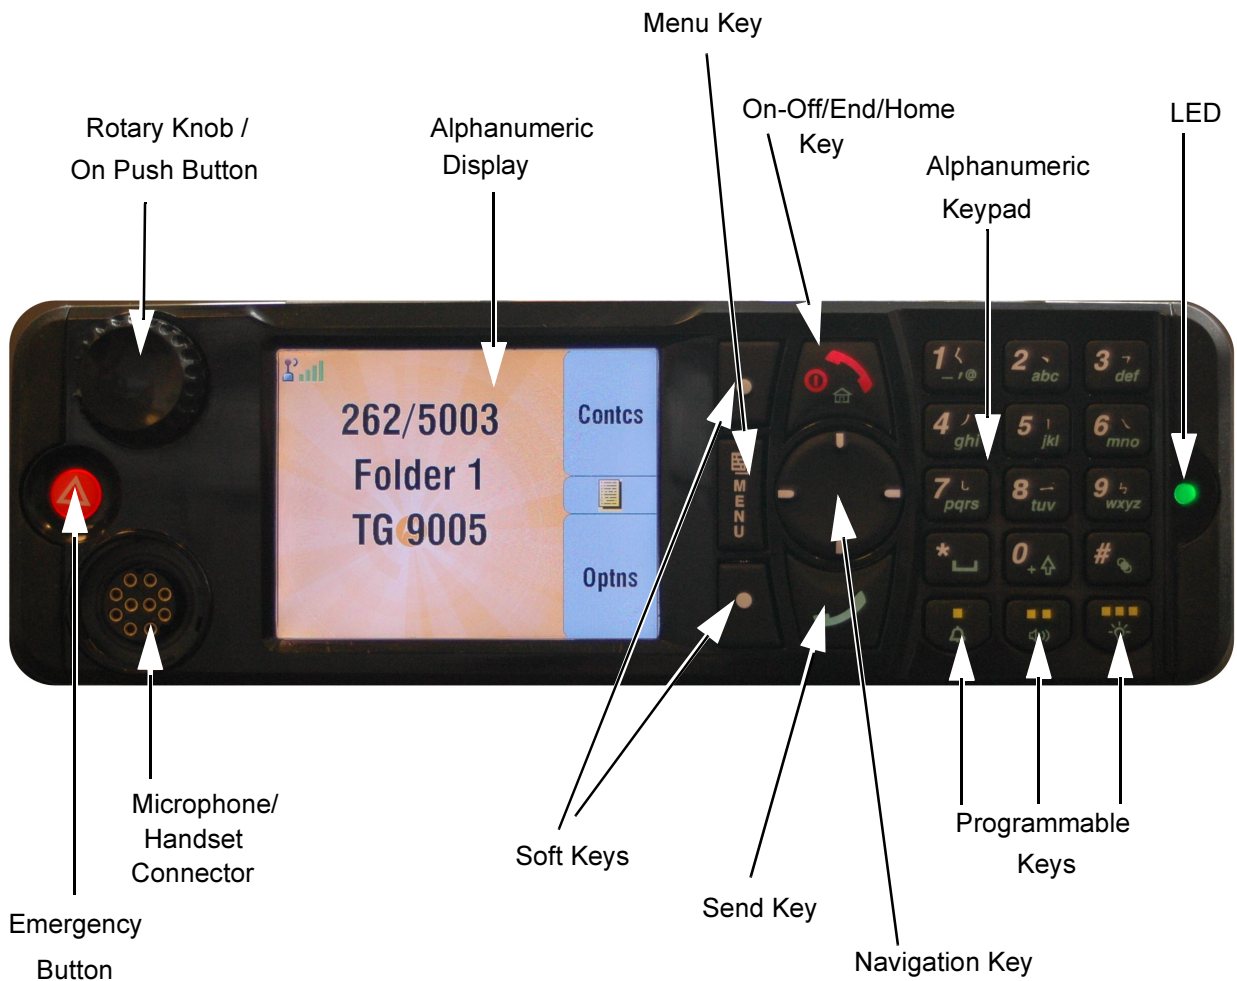 Menu Key
On-Off/End/Home
Key
LED
Rotary Knob /
On Push Button
Alphanumeric
Display
Alphanumeric
Keypad
262/5003
Folder 1
TG 9005
Contcs
Optns
MENU
1 _ , @
2 abc
3 def
4 ghi
5 jkl
6 mno
7 pqrs
8 tuv
9 wxyz
*
0 +
#
Microphone/
Handset
Connector
Emergency
Button
Soft Keys
Send Key
Navigation Key
Programmable
Keys